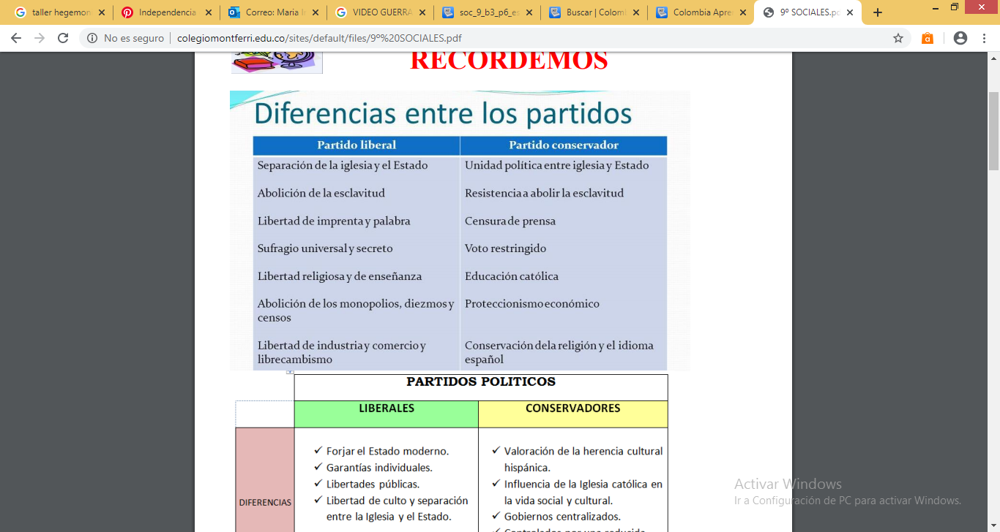 taller hegemon
Independencia
Correo: Maria I
VIDEO GUERRA
soc_9_b3_p6_es
Buscar | Colom
Colombia Apre
9º SOCIALES.pd
No es seguro | colegiomontferri.edu.co/sites/default/files/9º%20SOCIALES.pdf
RECORDEMOS
Diferencias entre los partidos
Partido liberal Partido conservador
Separación de la iglesia y el Estado Unidad política entre iglesia y Estado
Abolición de la esclavitud Resistencia a abolir la esclavitud
Libertad de imprenta y palabra Censura de prensa
Sufragio universal y secreto Voto restringido
Libertad religiosa y de enseñanza Educación católica
Abolición de los monopolios, diezmos y Proteccionismo económico
censos
Libertad de industria y comercio y Conservación dela religión y el idioma
librecambismo español
PARTIDOS POLITICOS
LIBERALES CONSERVADORES
DIFERENCIAS
✓ Forjar el Estado moderno.
✓ Garantías individuales.
✓ Libertades públicas.
✓ Libertad de culto y separación
entre la Iglesia y el Estado.
✓ Valoración de la herencia cultural
hispánica.
✓ Influencia de la Iglesia católica en
la vida social y cultural.
✓ Gobiernos centralizados.
✓ Controlados por una reducida
Activar Windows
Ir a Configuración de PC para activar Windows.